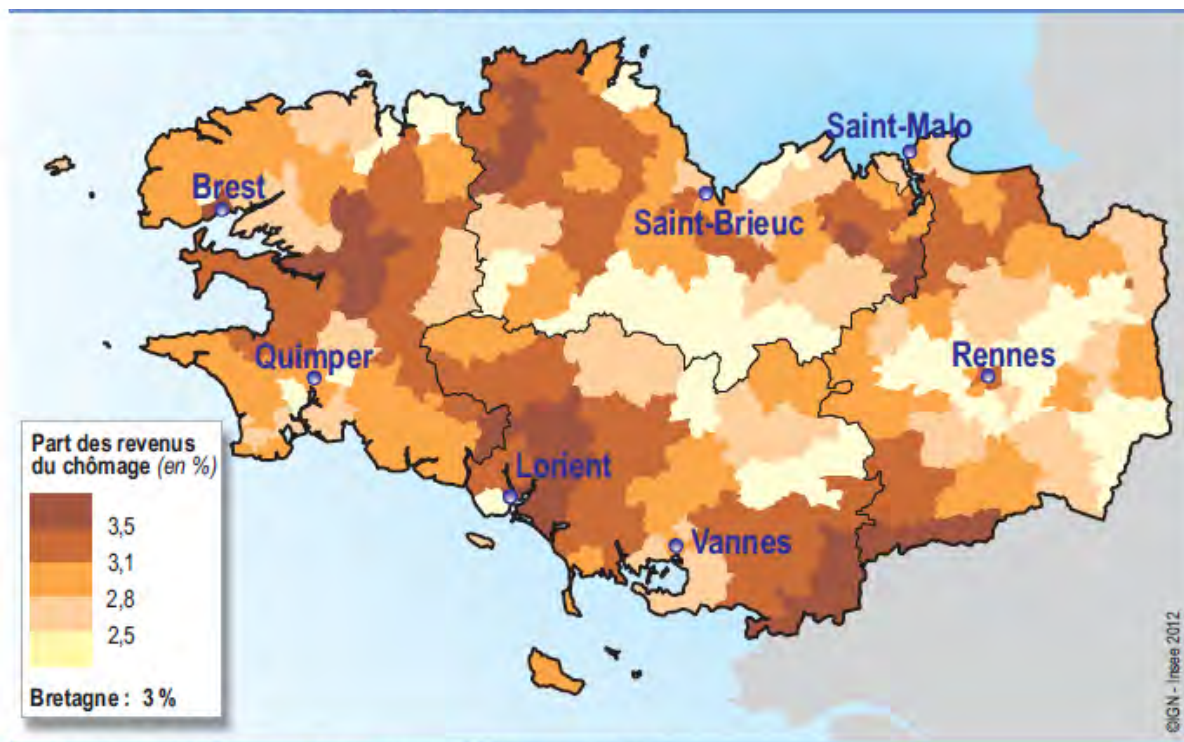 Saint-Malo
Brest
Saint-Brieuc
Quimper
Rennes
Part des revenus
du chômage (en %)
Lorient
3,5
Vannes
3,1
2,8
2,5
Bretagne : 3 %
©IGN - Insee 2012